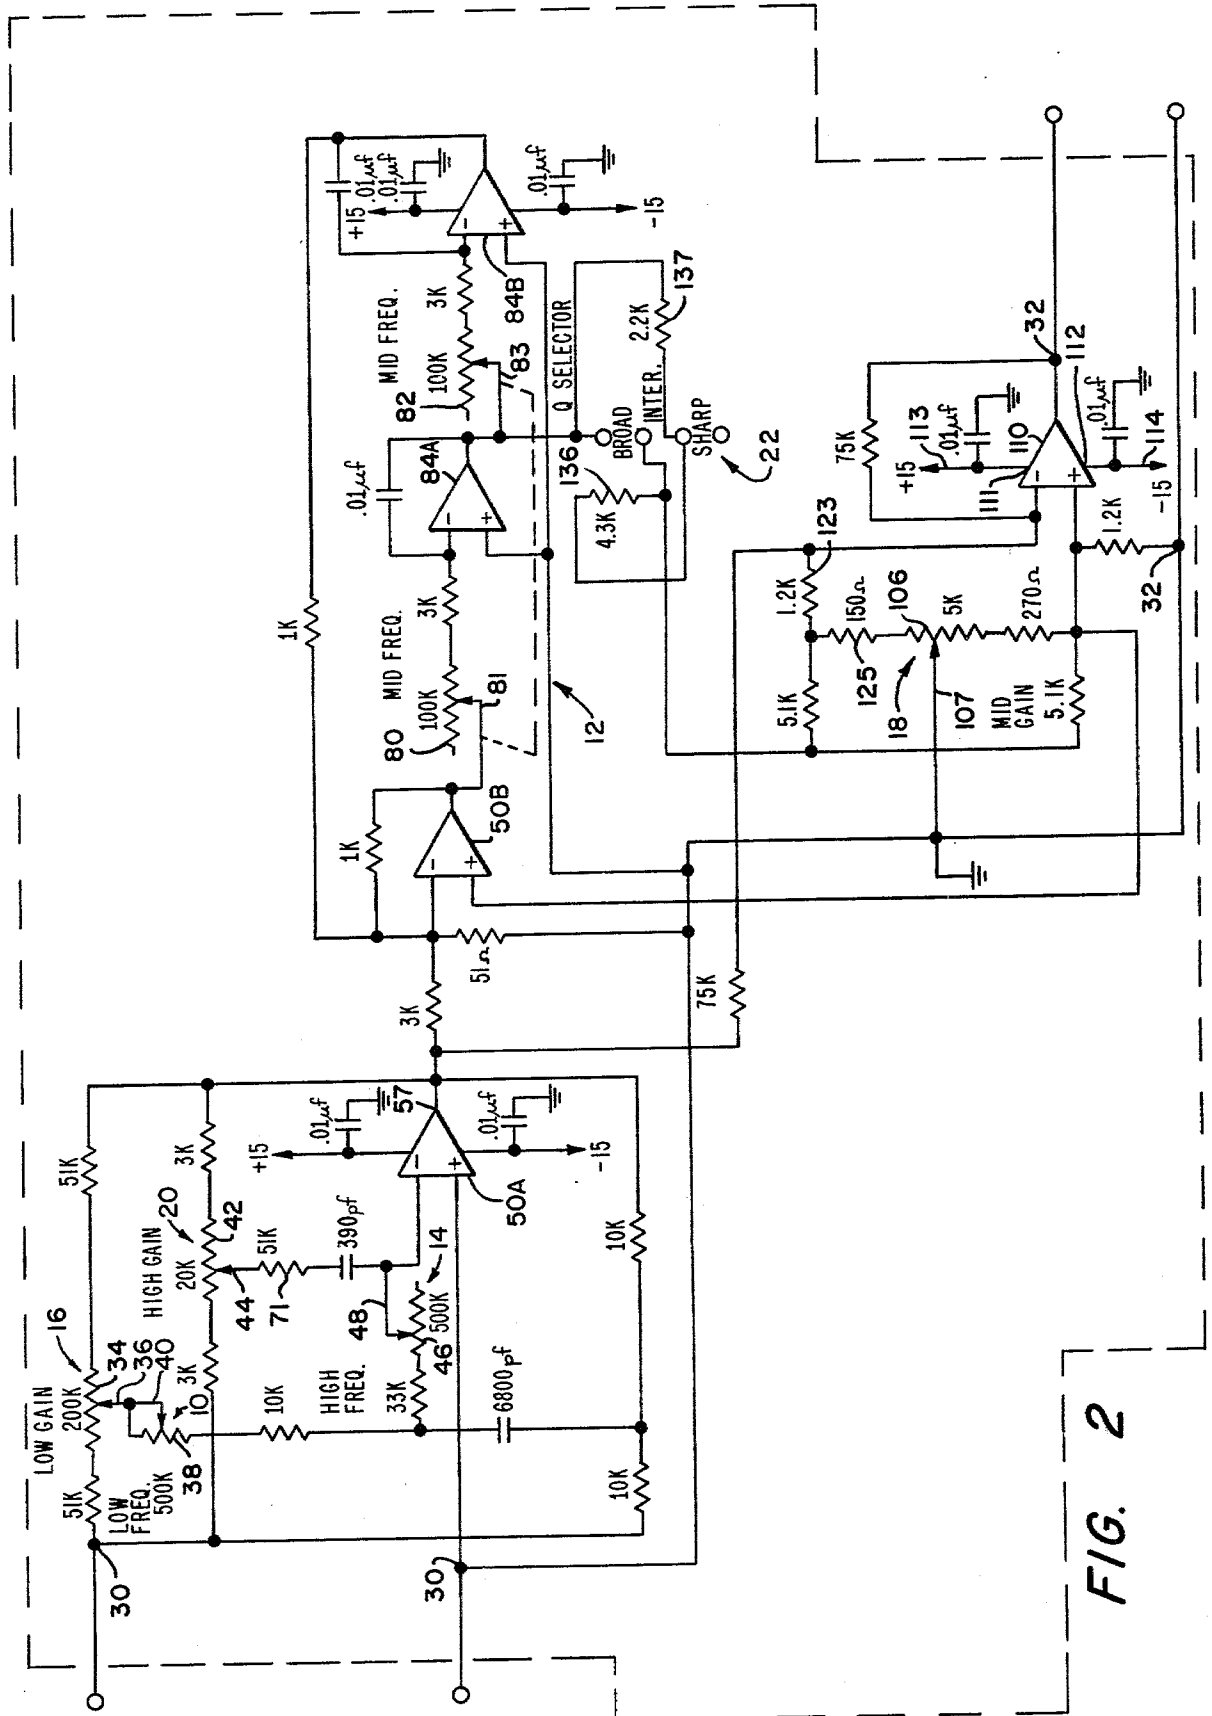 1K
+15
.01µf
.01µf
.01µf
-15
84B
3K
MID FREQ.
100K
82
83
.01µf
84A
3K
MID FREQ.
100K
80
81
12
Q SELECTOR
2.2K
137
BROAD
INTER.
SHARP
22
136
4.3K
1K
50B
51Ω
3K
75K
75K
32
+15
113
.01µf
110
111
112
.01µf
114
-15
1.2K
32
123
1.2K
150Ω
125
106
5K
270Ω
18
107
MID
GAIN
5.1K
5.1K
51K
3K
+15
.01µf
57
.01µf
-15
50A
HIGH GAIN
20K
20
42
44
51K
71
390pf
48
14
500K
46
HIGH
FREQ.
33K
6800pf
10K
10K
10K
LOW GAIN
200K
16
34
36
40
3K
10
38
LOW
FREQ.
500K
51K
30
30
FIG. 2